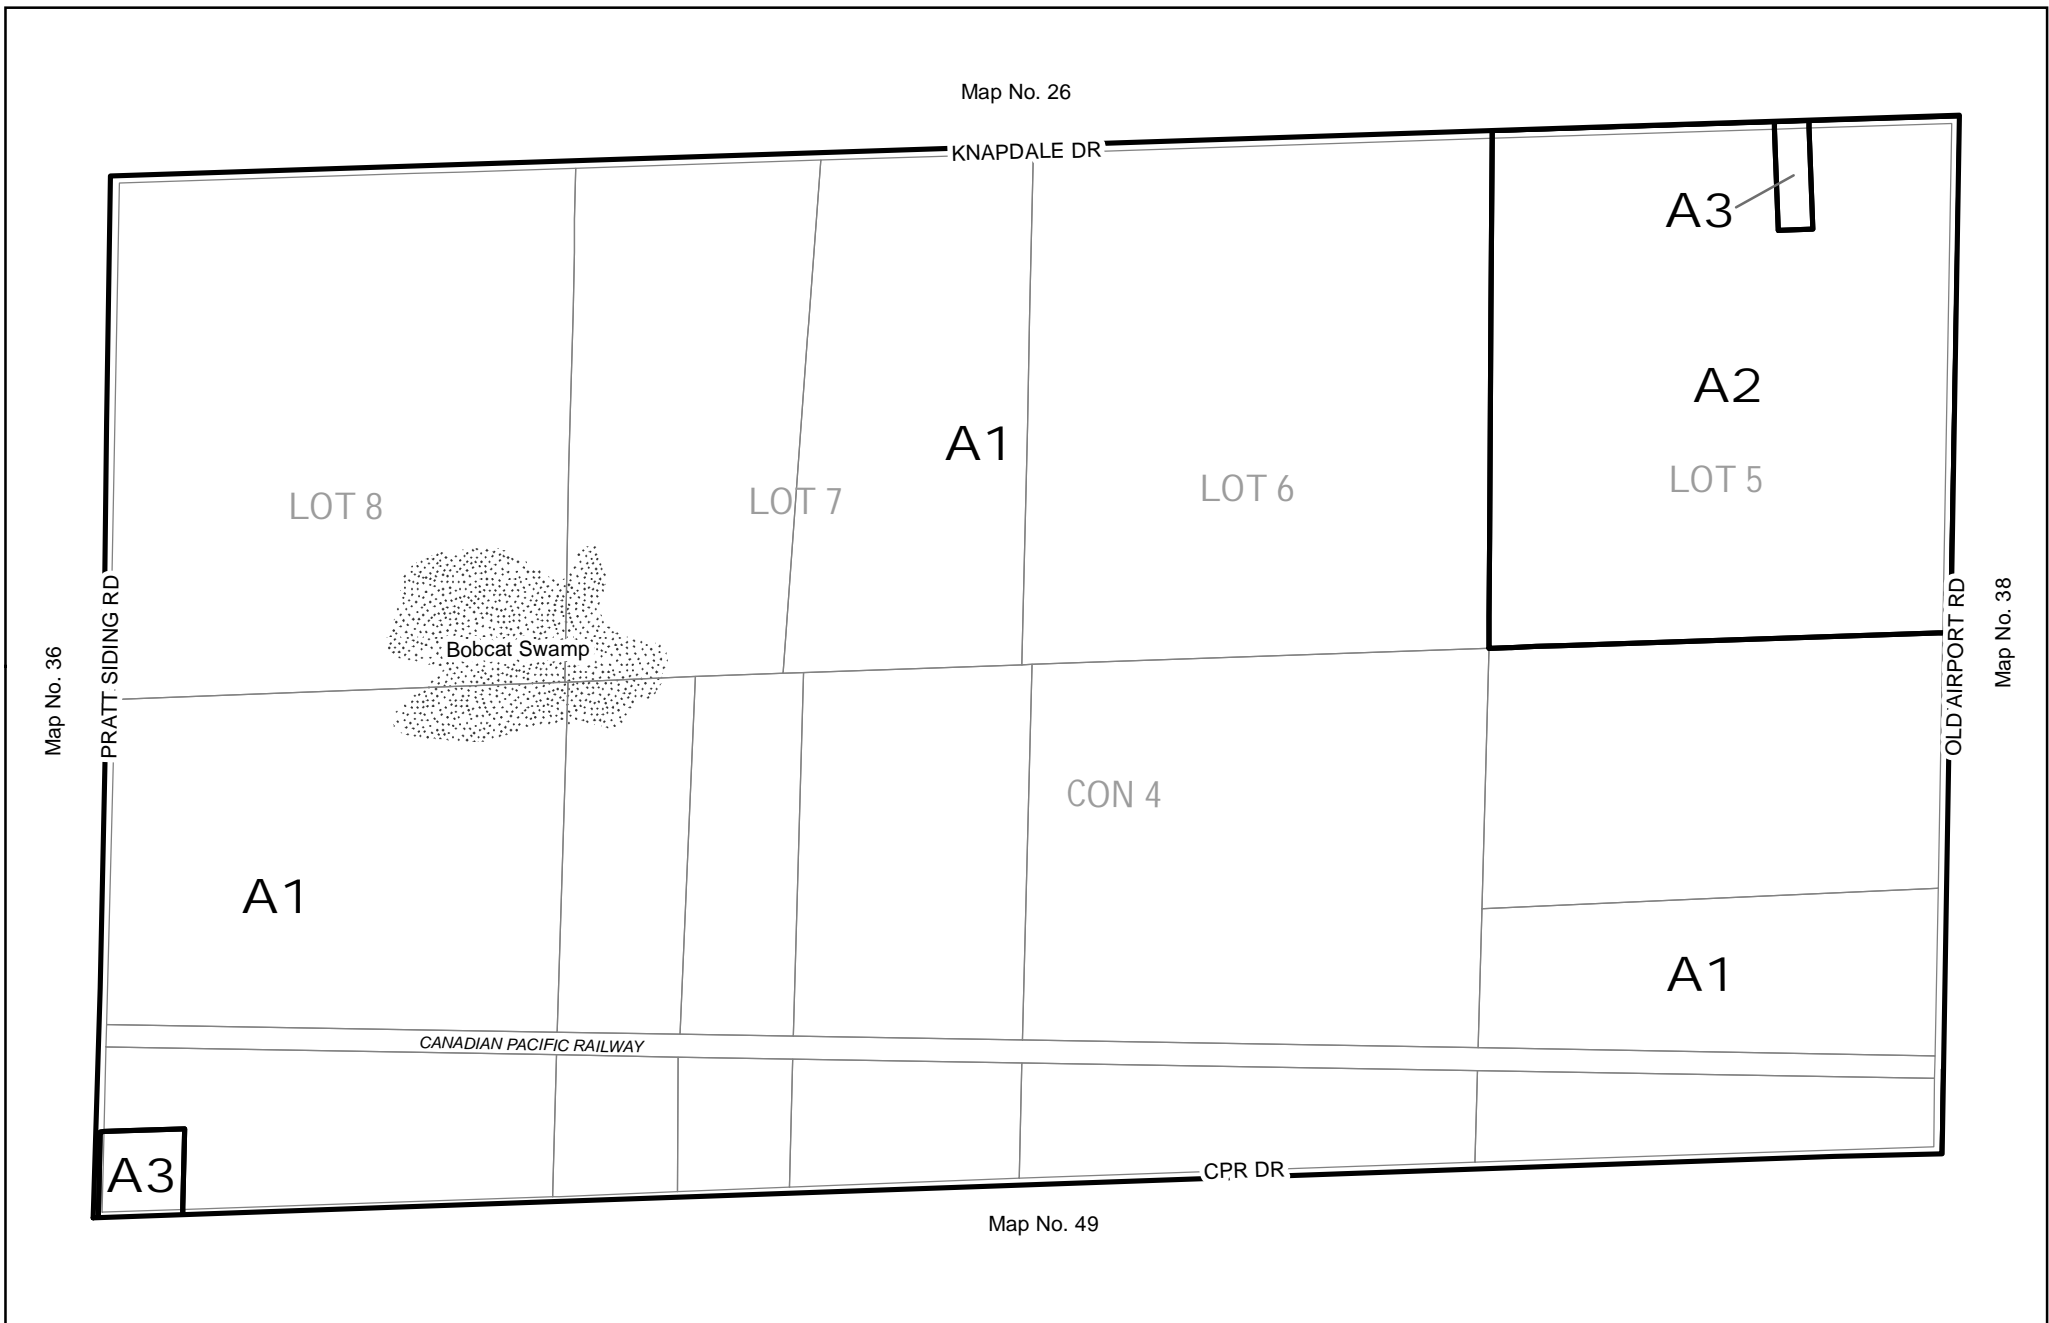 Map No. 26
KNAPDALE DR
A3
A2
A1
LOT 8
LOT 7
LOT 6
LOT 5
PRATT SIDING RD
Map No. 36
Bobcat Swamp
OLD AIRPORT RD
Map No. 38
CON 4
A1
A1
CANADIAN PACIFIC RAILWAY
A3
CPR DR
Map No. 49